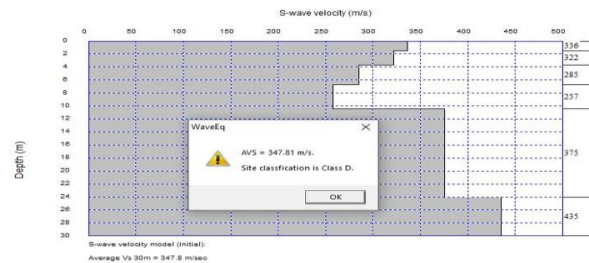 S-wave velocity (m/s)
0 50 100 150 200 250 300 350 400 450 500
0
2
4
6
8
10
12
14
16
18
20
22
24
26
28
30
Depth (m)
336
322
285
257
375
435
WaveEq
AVS = 347.81 m/s.
Site classfication is Class D.
OK
S-wave velocity model (initial):
Average Vs 30m = 347.8 m/sec